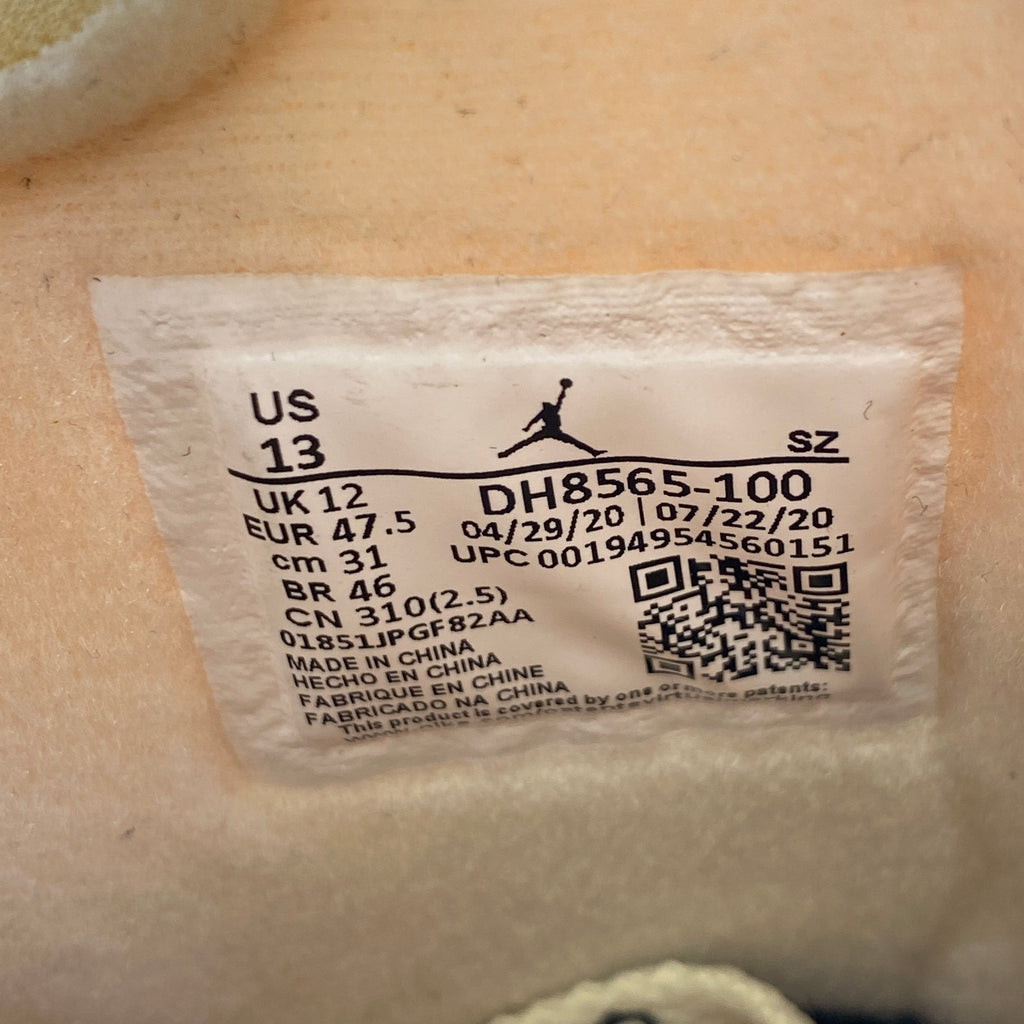 US
13
SZ
UK 12
EUR 47.5
cm 31
BR 46
CN 310(2.5)
01851JPGF82AA
MADE IN CHINA
HECHO EN CHINA
FABRIQUE EN CHINE
FABRICADO NA CHINA
DH8565-100
04/29/20 | 07/22/20
UPC 00194954560151
This product is covered by one or more patents: